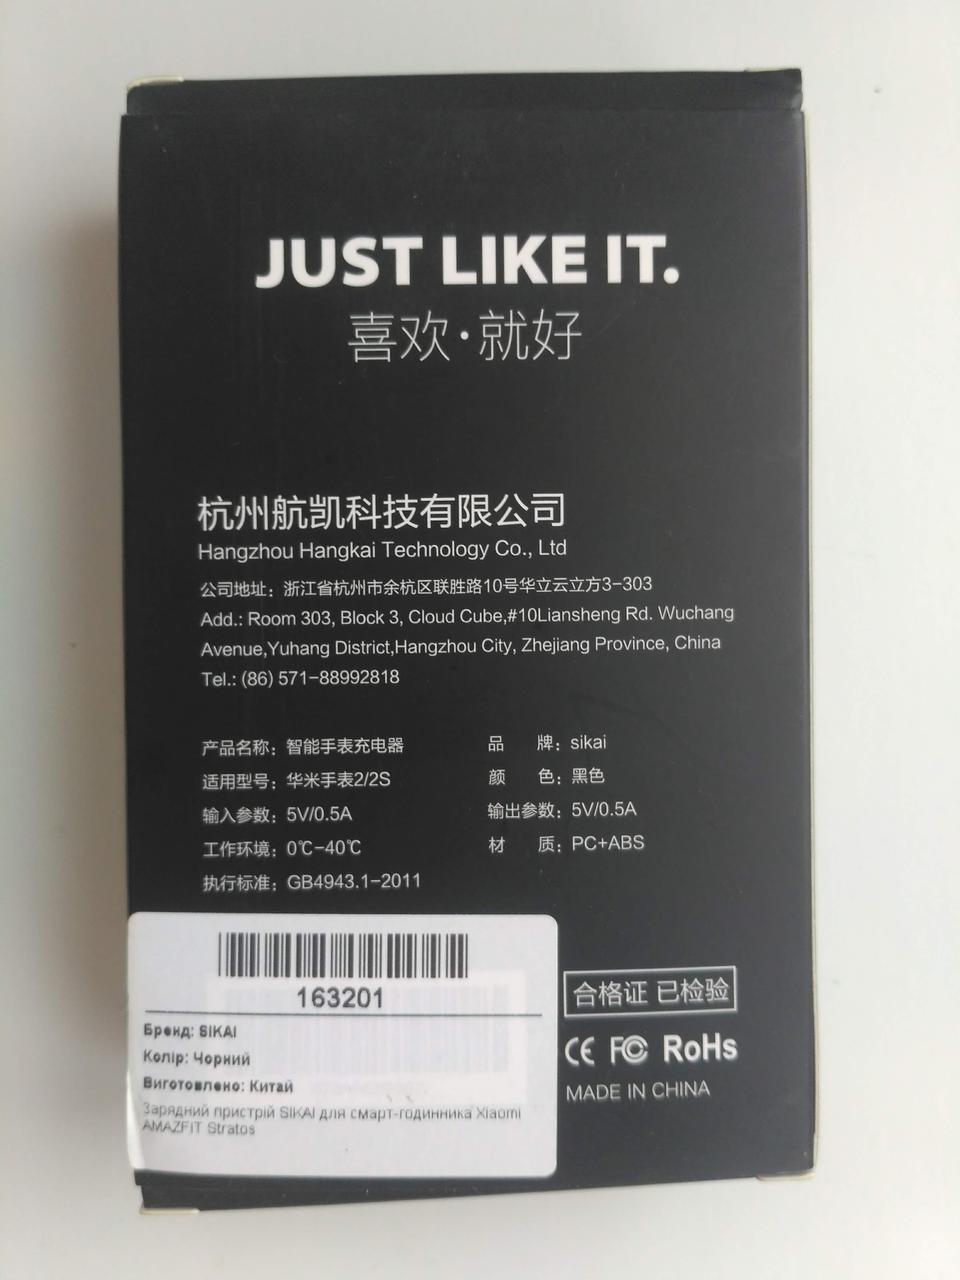 JUST LIKE IT.
喜欢·就好
杭州航凯科技有限公司
Hangzhou Hangkai Technology Co., Ltd
公司地址：浙江省杭州市余杭区联胜路10号华立云立方3-303
Add.: Room 303, Block 3, Cloud Cube,#10Liansheng Rd. Wuchang
Avenue,Yuhang District,Hangzhou City, Zhejiang Province, China
Tel.: (86) 571-88992818
产品名称：智能手表充电器 品 牌：sikai
适用型号：华米手表2/2S 颜 色：黑色
输入参数：5V/0.5A 输出参数：5V/0.5A
工作环境：0℃-40℃ 材 质：PC+ABS
执行标准：GB4943.1-2011
163201
Бренд: SIKAI
Колір: Чорний
Виготовлено: Китай
Зарядний пристрій SIKAI для смарт-годинника Xiaomi
AMAZFIT Stratos
合格证 已检验
CE FC RoHs
MADE IN CHINA